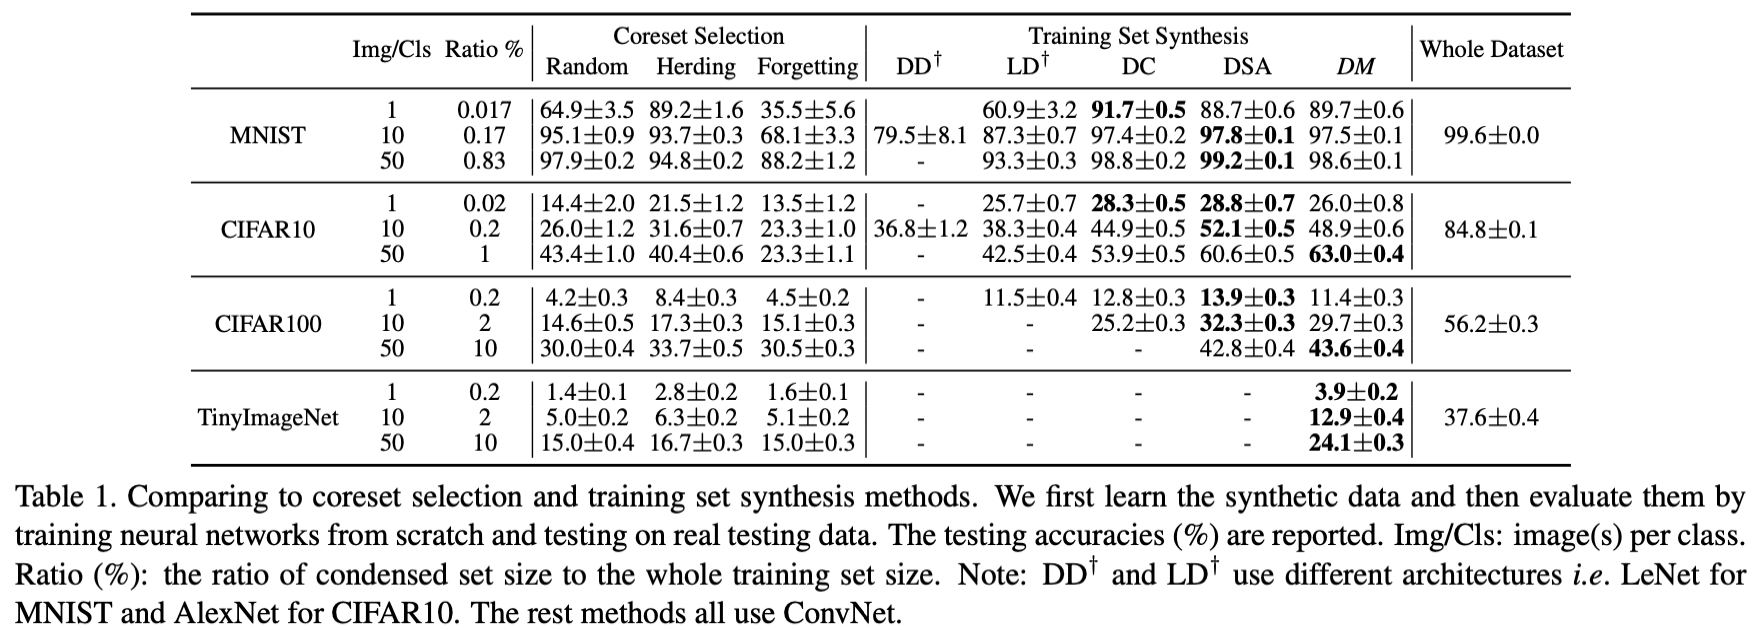 Img/Cls Ratio % Coreset Selection Training Set Synthesis Whole Dataset
Random Herding Forgetting DD† LD† DC DSA DM
MNIST
1 0.017 64.9±3.5 89.2±1.6 35.5±5.6 60.9±3.2 91.7±0.5 88.7±0.6 89.7±0.6
10 0.17 95.1±0.9 93.7±0.3 68.1±3.3 79.5±8.1 87.3±0.7 97.4±0.2 97.8±0.1 97.5±0.1 99.6±0.0
50 0.83 97.9±0.2 94.8±0.2 88.2±1.2 - 93.3±0.3 98.8±0.2 99.2±0.1 98.6±0.1
CIFAR10
1 0.02 14.4±2.0 21.5±1.2 13.5±1.2 - 25.7±0.7 28.3±0.5 28.8±0.7 26.0±0.8
10 0.2 26.0±1.2 31.6±0.7 23.3±1.0 36.8±1.2 38.3±0.4 44.9±0.5 52.1±0.5 48.9±0.6 84.8±0.1
50 1 43.4±1.0 40.4±0.6 23.3±1.1 - 42.5±0.4 53.9±0.5 60.6±0.5 63.0±0.4
CIFAR100
1 0.2 4.2±0.3 8.4±0.3 4.5±0.2 - 11.5±0.4 12.8±0.3 13.9±0.3 11.4±0.3
10 2 14.6±0.5 17.3±0.3 15.1±0.3 - - 25.2±0.3 32.3±0.3 29.7±0.3 56.2±0.3
50 10 30.0±0.4 33.7±0.5 30.5±0.3 - - - 42.8±0.4 43.6±0.4
TinyImageNet
1 0.2 1.4±0.1 2.8±0.2 1.6±0.1 - - - - 3.9±0.2
10 2 5.0±0.2 6.3±0.2 5.1±0.2 - - - - 12.9±0.4 37.6±0.4
50 10 15.0±0.4 16.7±0.3 15.0±0.3 - - - - 24.1±0.3
Table 1. Comparing to coreset selection and training set synthesis methods. We first learn the synthetic data and then evaluate them by
training neural networks from scratch and testing on real testing data. The testing accuracies (%) are reported. Img/Cls: image(s) per class.
Ratio (%): the ratio of condensed set size to the whole training set size. Note: DD† and LD† use different architectures i.e. LeNet for
MNIST and AlexNet for CIFAR10. The rest methods all use ConvNet.